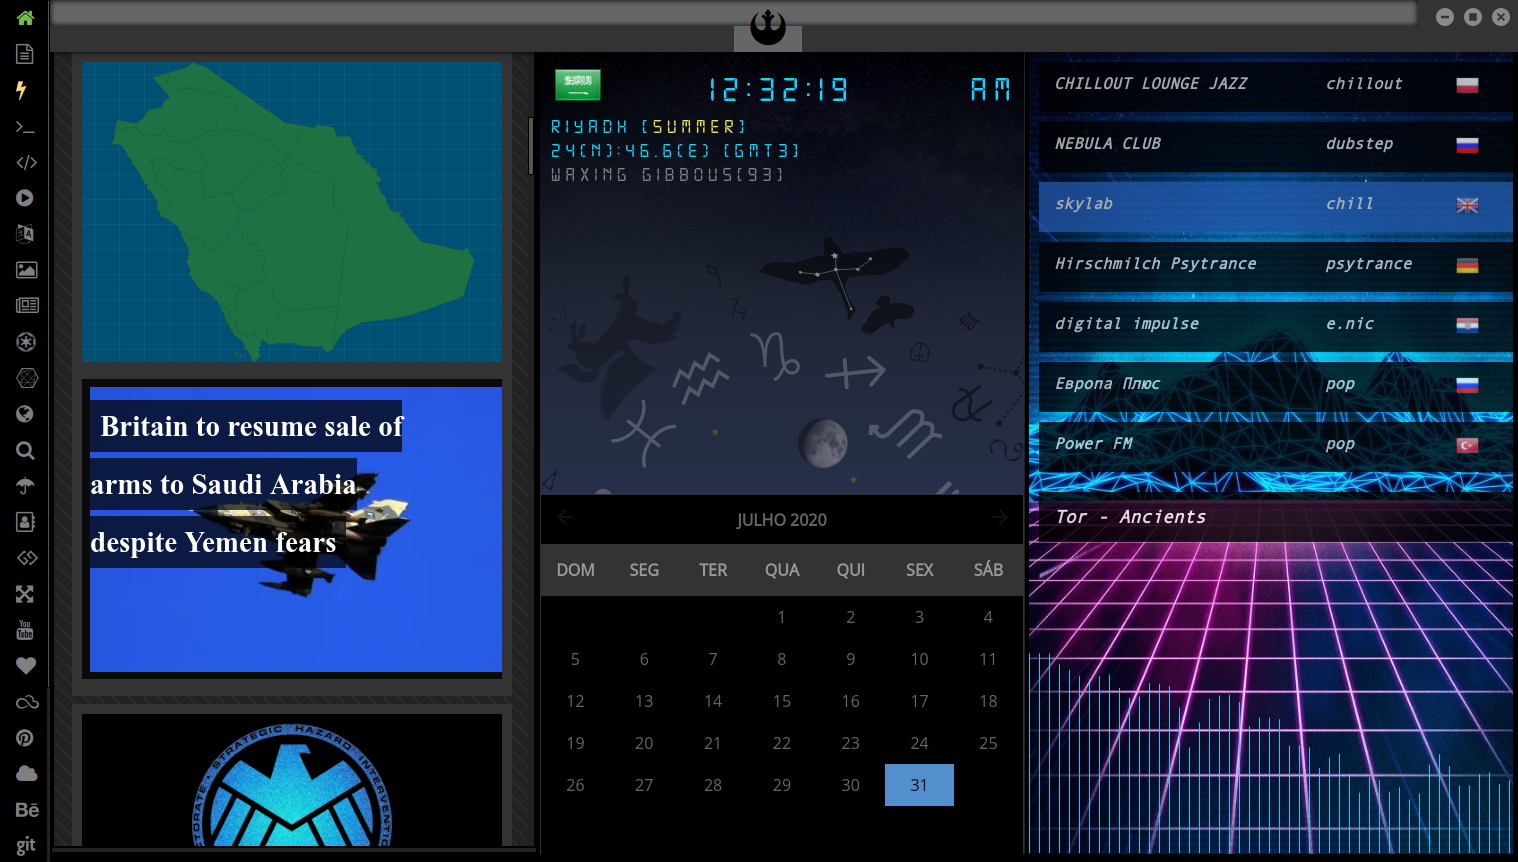 Britain to resume sale of
arms to Saudi Arabia
despite Yemen fears
STRATEGIC HAZARD INTERVENTION
12:32:19 AM
RIYADH (SUMMER)
24(N):46.6(E) (GMT3)
WAXING GIBBOUS(93)
JULHO 2020
DOM SEG TER QUA QUI SEX SÁB
1 2 3 4
5 6 7 8 9 10 11
12 13 14 15 16 17 18
19 20 21 22 23 24 25
26 27 28 29 30 31
CHILLOUT LOUNGE JAZZ chillout
NEBULA CLUB dubstep
skylab chill
Hirschmilch Psytrance psytrance
digital impulse e.nic
Европа Плюс pop
Power FM pop
Tor - Ancients
You
Tube
Bē
git